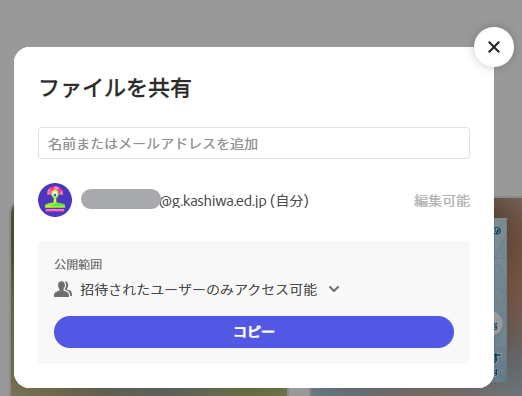 ファイルを共有
名前またはメールアドレスを追加
@g.kashiwa.ed.jp (自分)
編集可能
公開範囲
招待されたユーザーのみアクセス可能
コピー